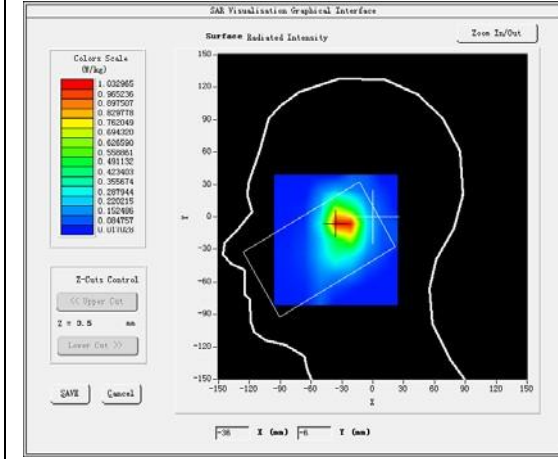 SAR Visualisation Graphical Interface
Surface Radiated Intensity
Zoom In/Out
Colors Scale
(W/kg)
1.032965
0.965236
0.897507
0.829778
0.762049
0.694320
0.626590
0.558861
0.491132
0.423403
0.355674
0.287944
0.220215
0.152486
0.084757
0.017028
150
120
90
60
30
0
-30
-60
-90
-120
-150
Y
-150 -120 -90 -60 -30 0 30 60 90 120 150
X
Z-Cuts Control
<< Upper Cut
Z = 0.5 mm
Lower Cut >>
SAVE Cancel
-36 X (mm) -6 Y (mm)